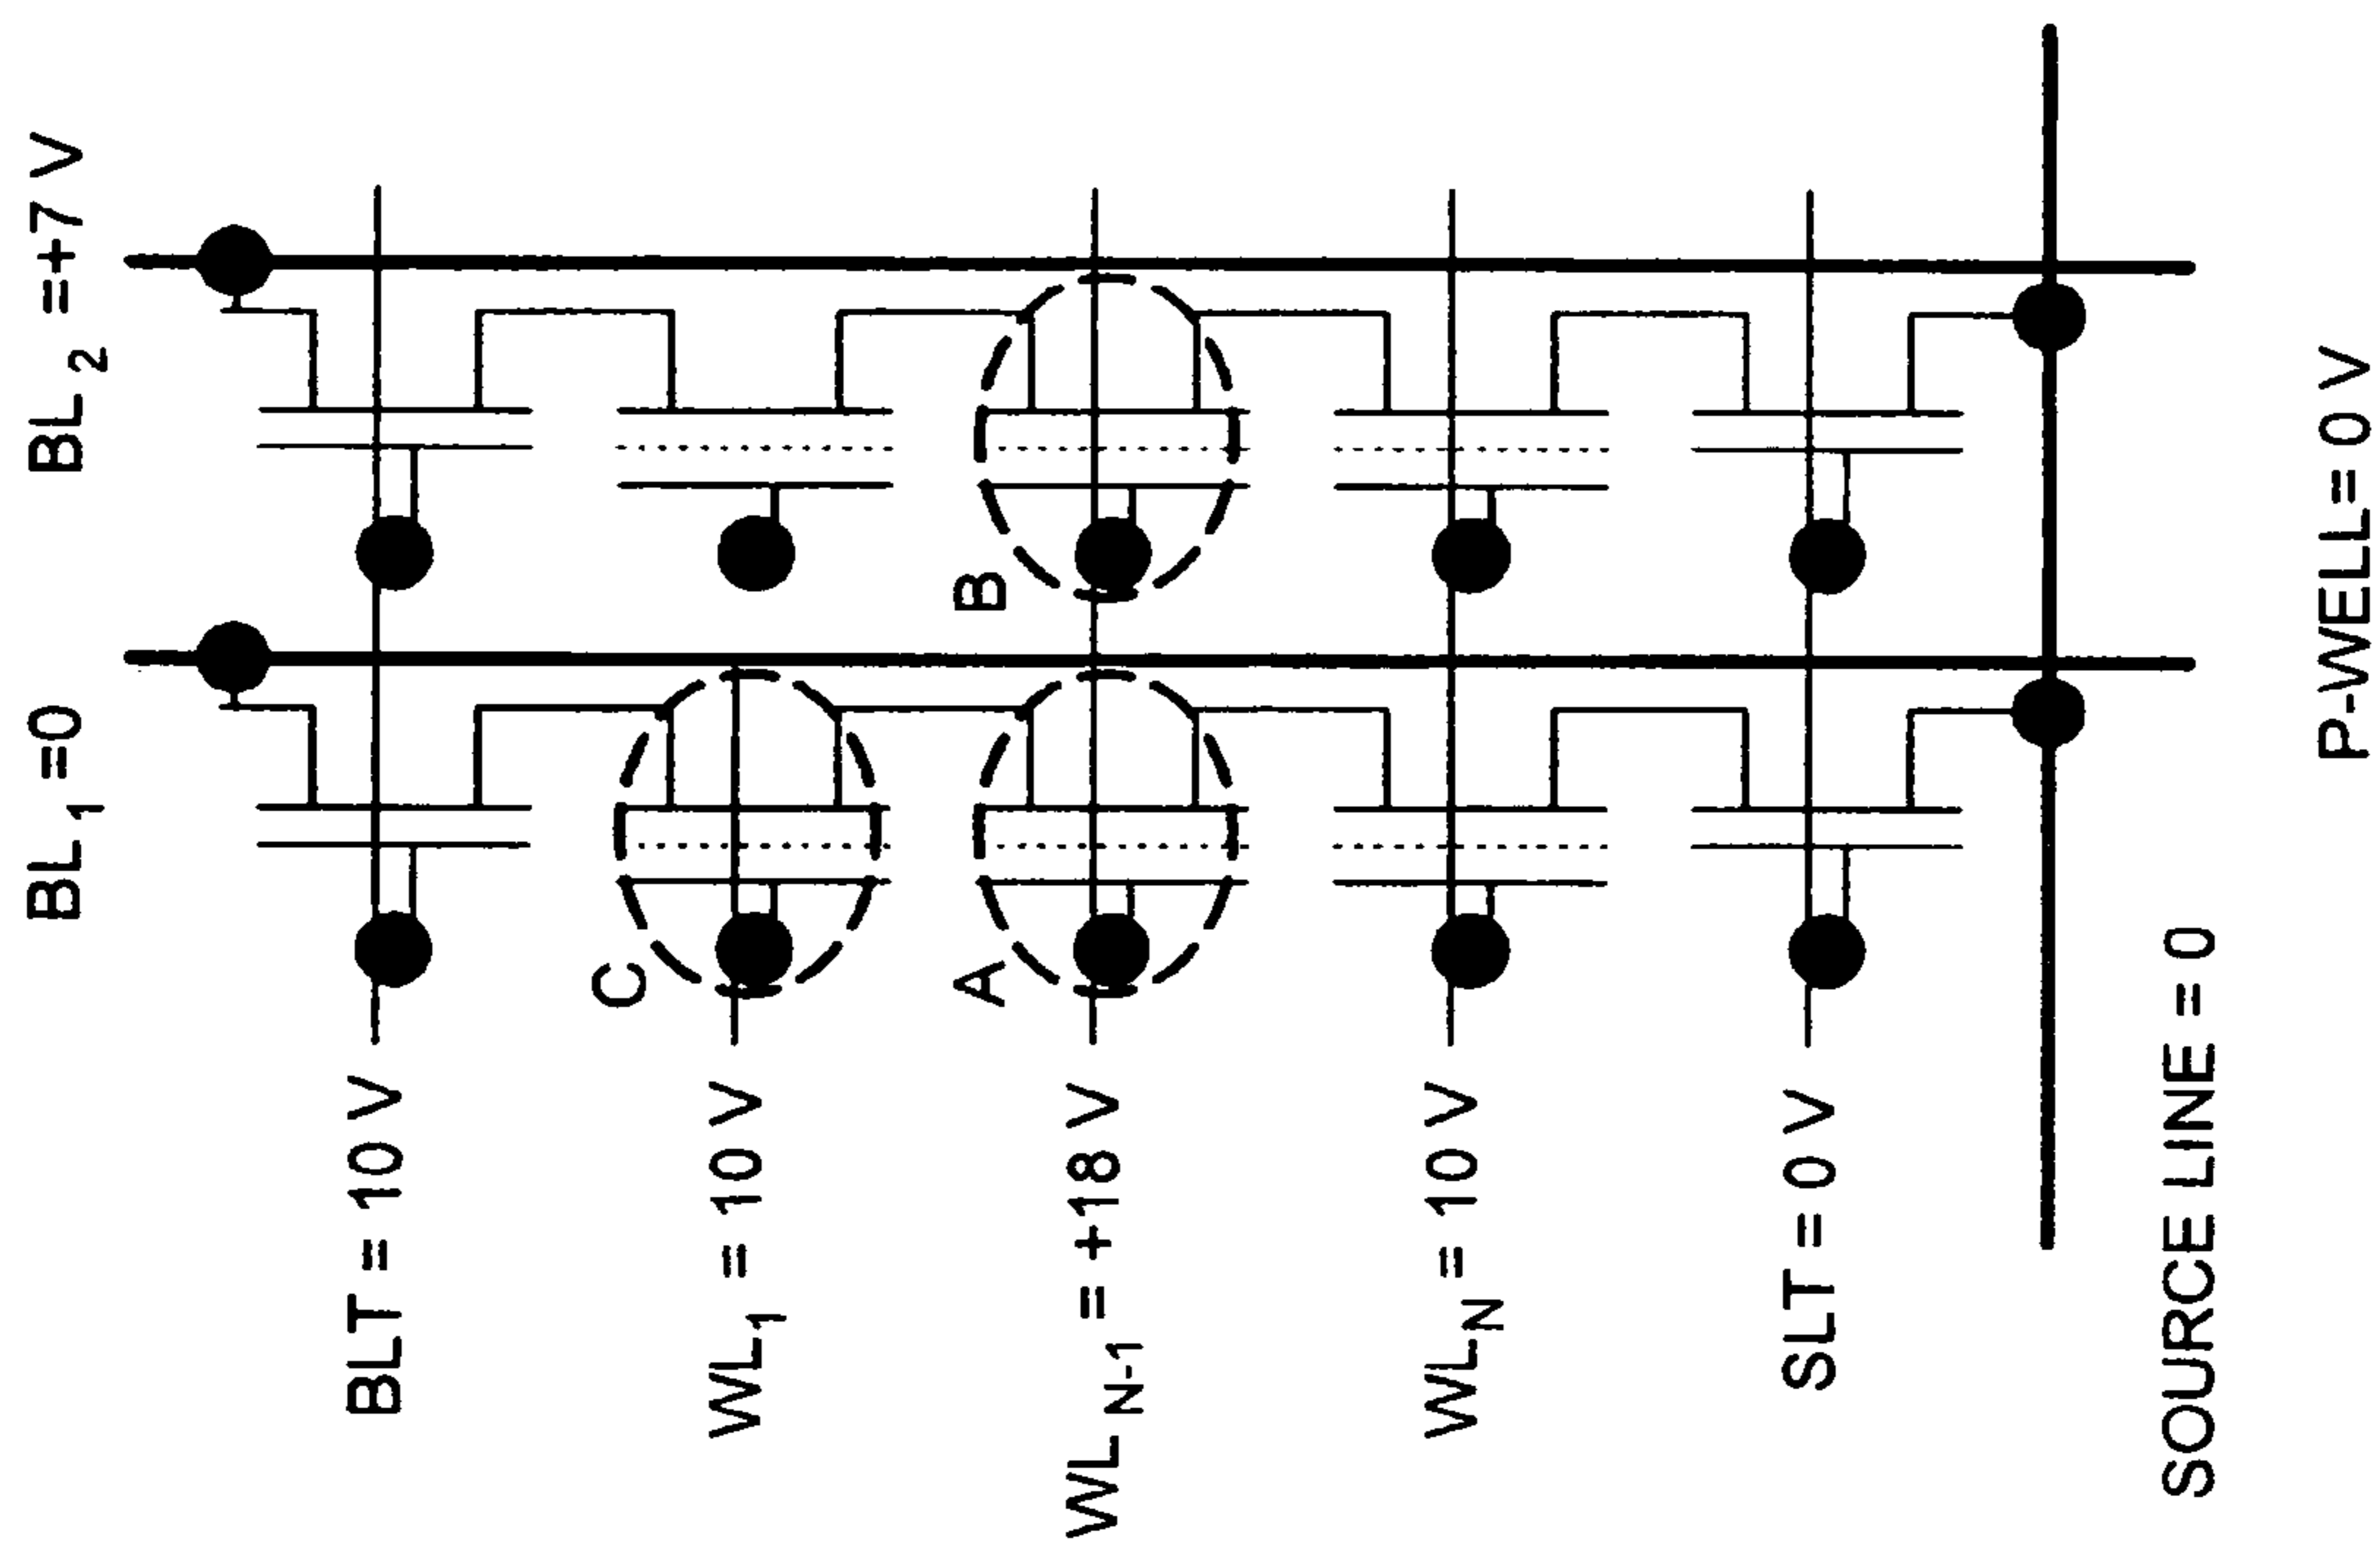 BL1 =0
BL2 =+7 V
BLT = 10 V
C
WL1 = 10 V
A
B
WLN-1 = +18 V
WLN = 10 V
SLT = 0 V
SOURCE LINE = 0
P-WELL= 0 V